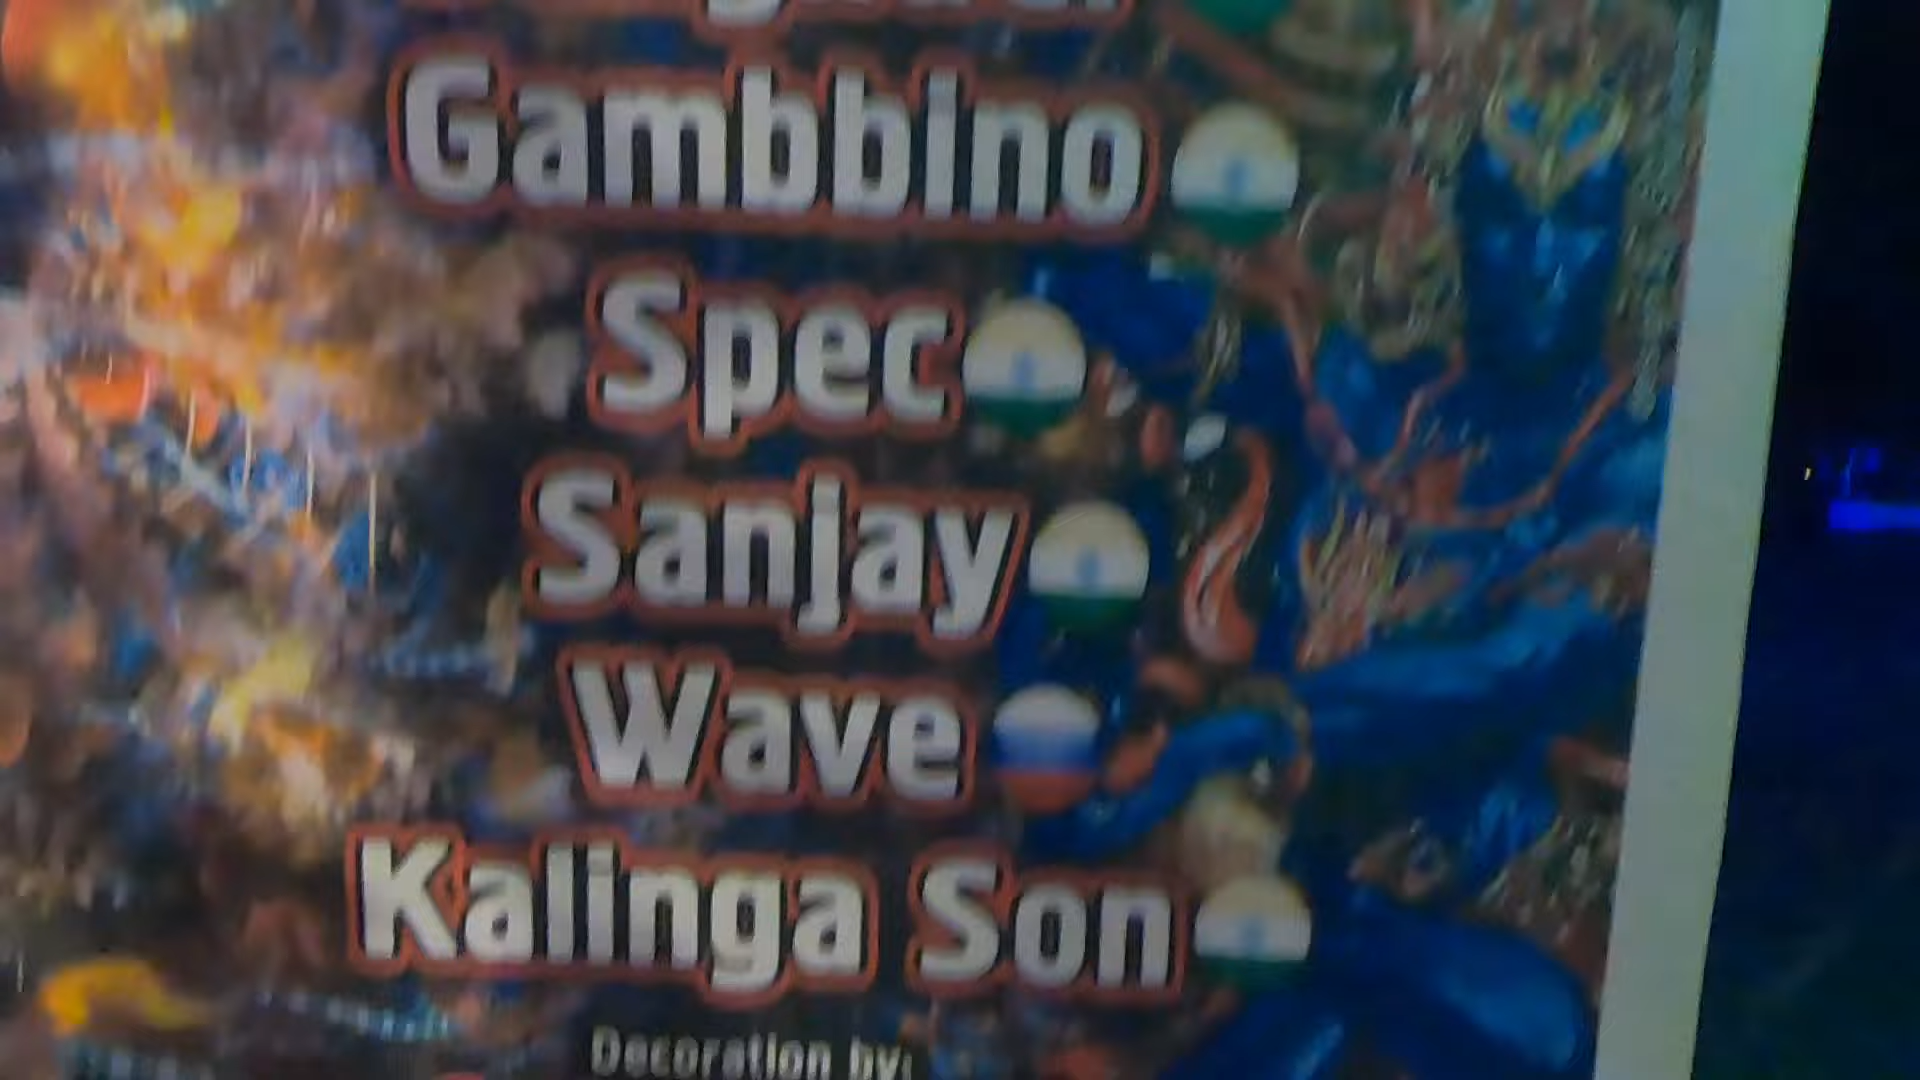 Gambbino
Spec
Sanjay
Wave
Kalinga Son
Decoration by: